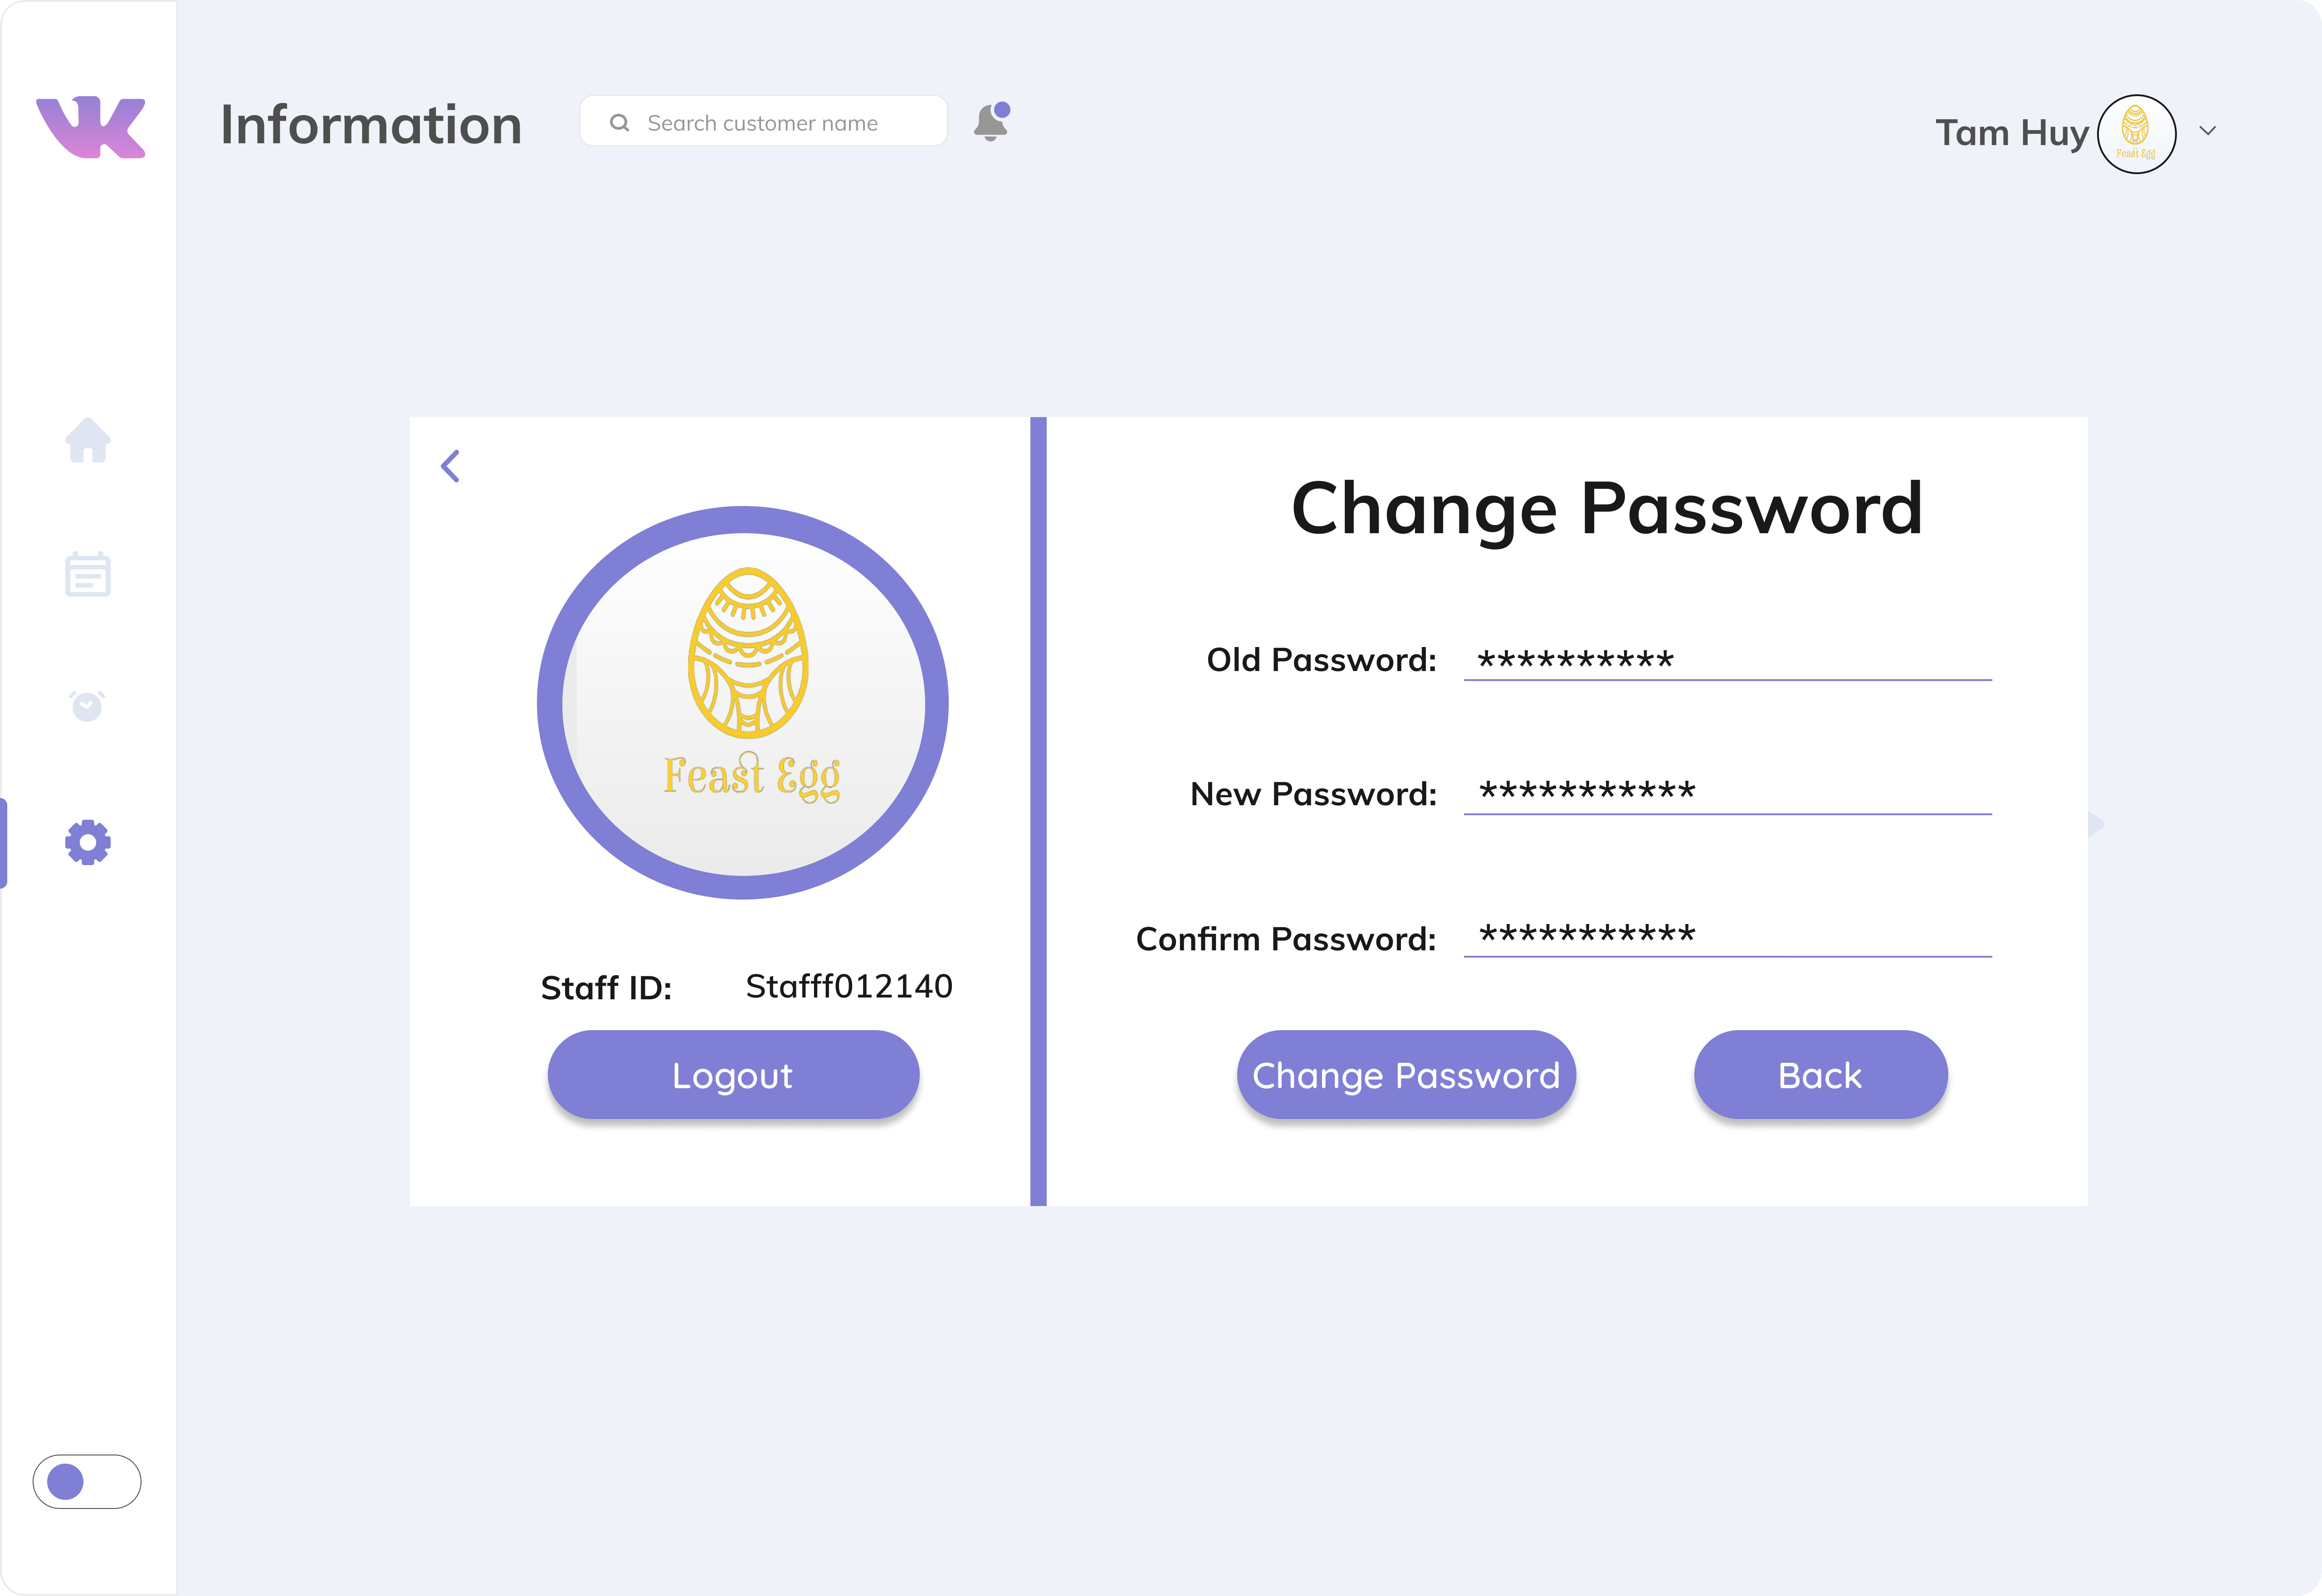 Information
Search customer name
Tam Huy
Feast Egg
Feast Egg
Staff ID: Stafff012140
Logout
Change Password
Old Password: **********
New Password: ***********
Confirm Password: ***********
Change Password
Back